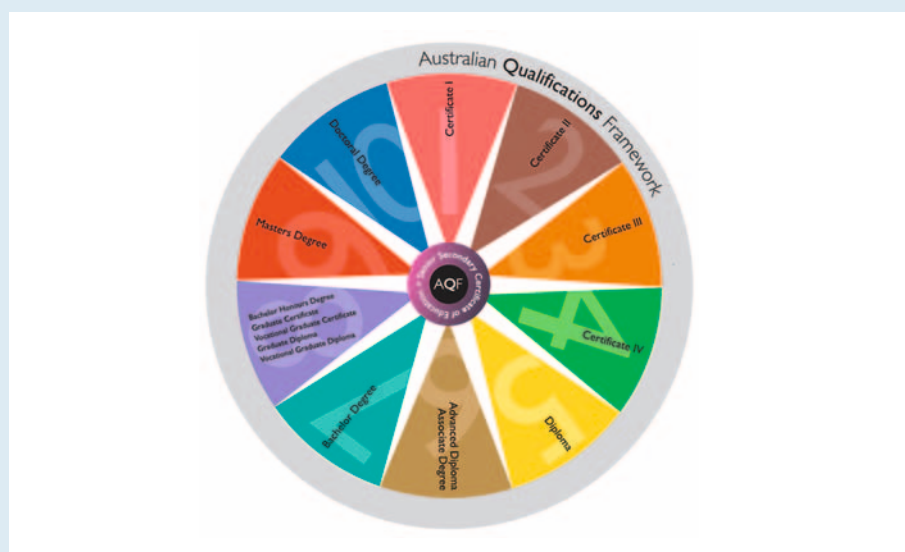 Australian Qualifications Framework
Certificate I
1
Certificate II
2
Certificate III
3
Certificate IV
4
Diploma
5
Advanced Diploma
Associate Degree
6
Bachelor Degree
7
Bachelor Honours Degree
Graduate Certificate
Vocational Graduate Certificate
Graduate Diploma
Vocational Graduate Diploma
8
Masters Degree
9
Doctoral Degree
10
Senior Secondary Certificate of Education
AQF